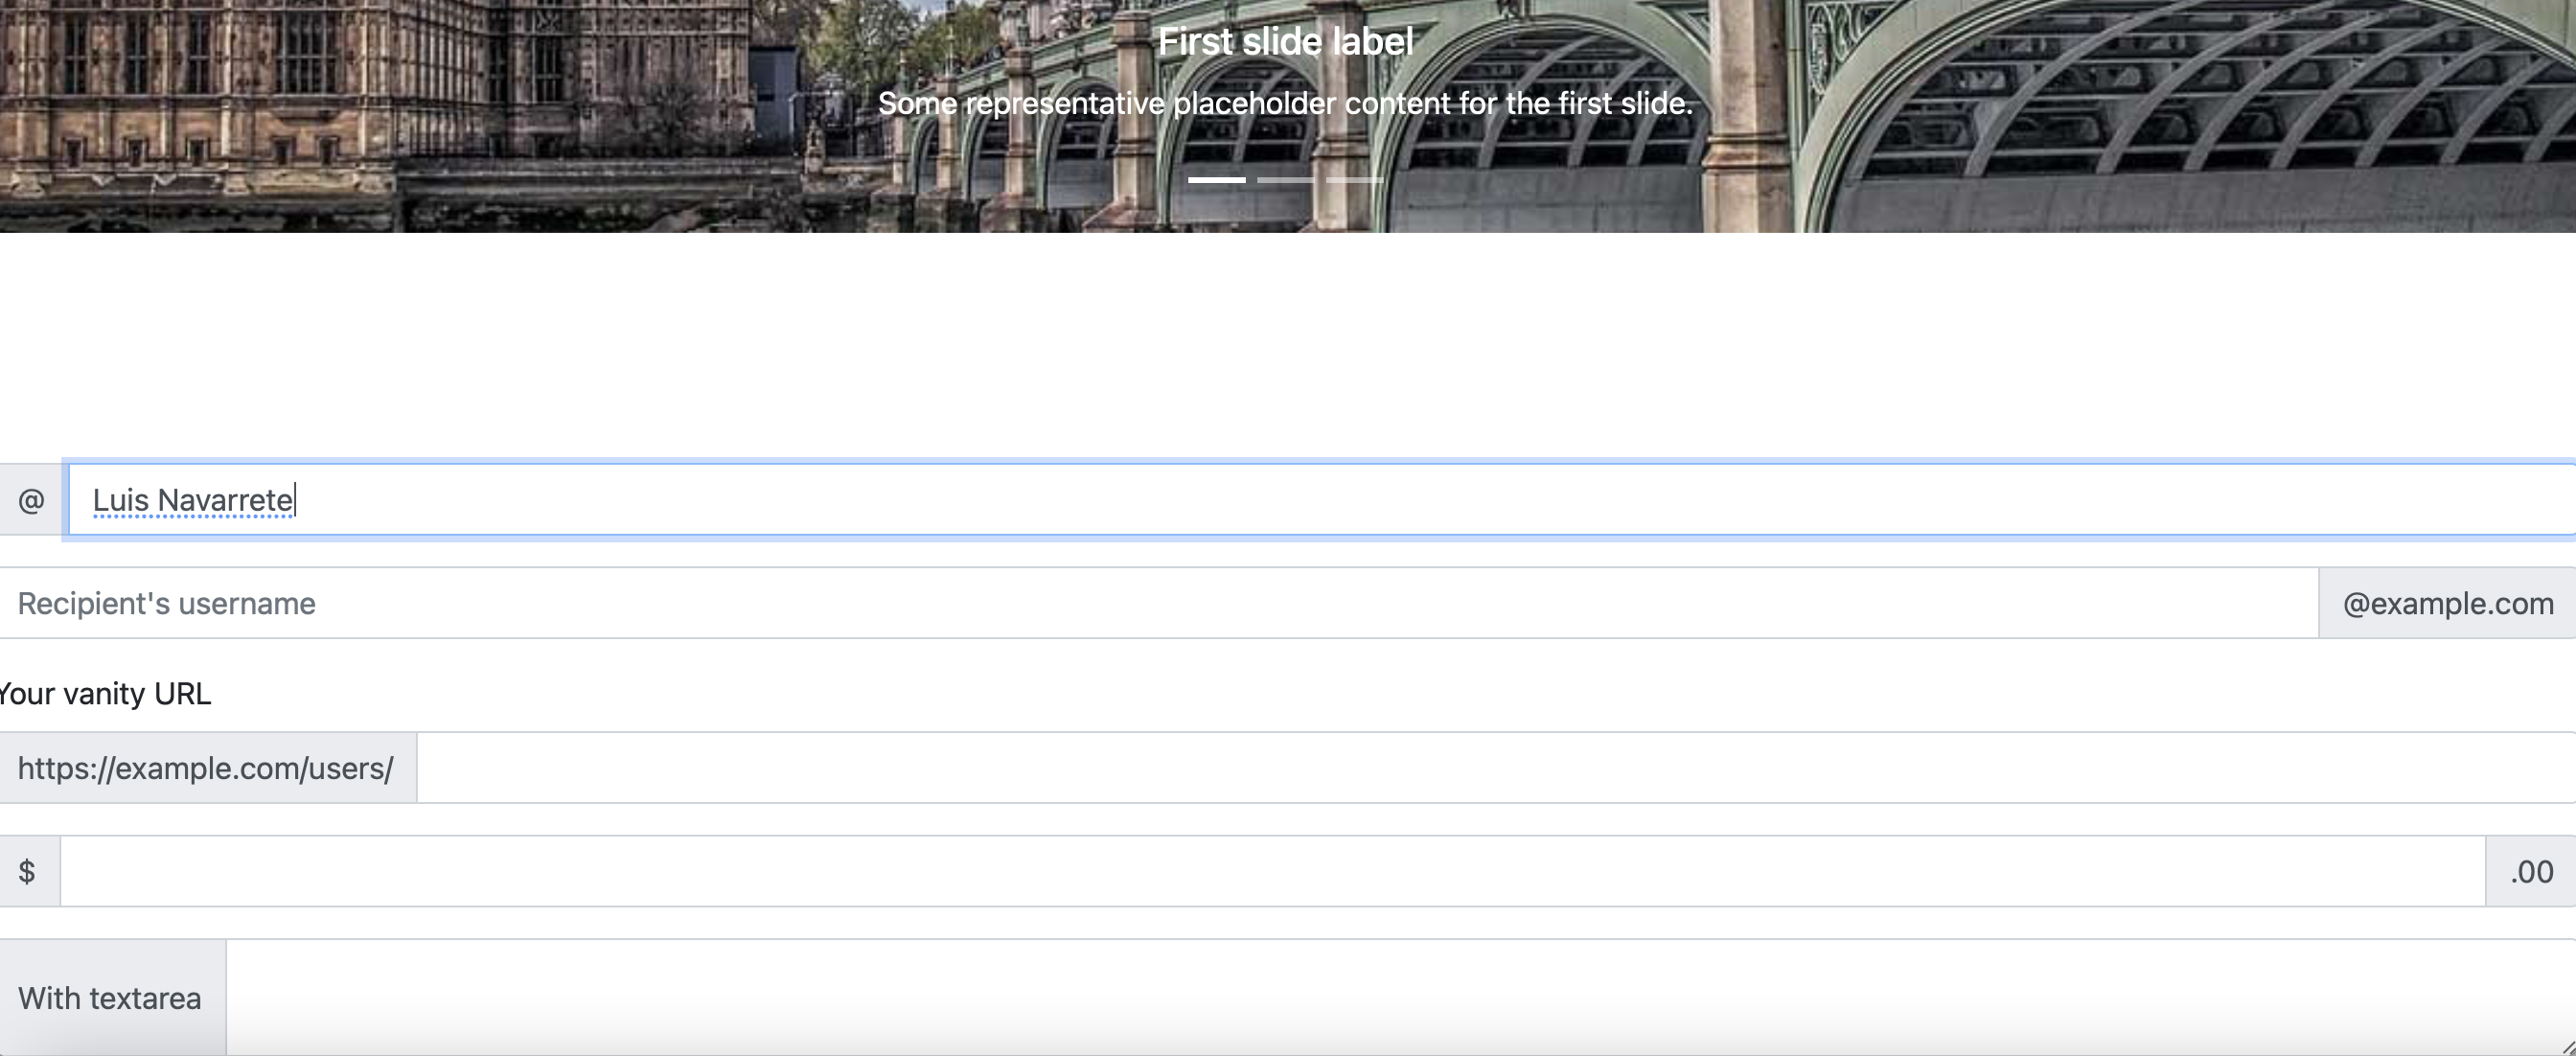 First slide label
Some representative placeholder content for the first slide.
@ Luis Navarrete
Recipient's username @example.com
Your vanity URL
https://example.com/users/
$ .00
With textarea